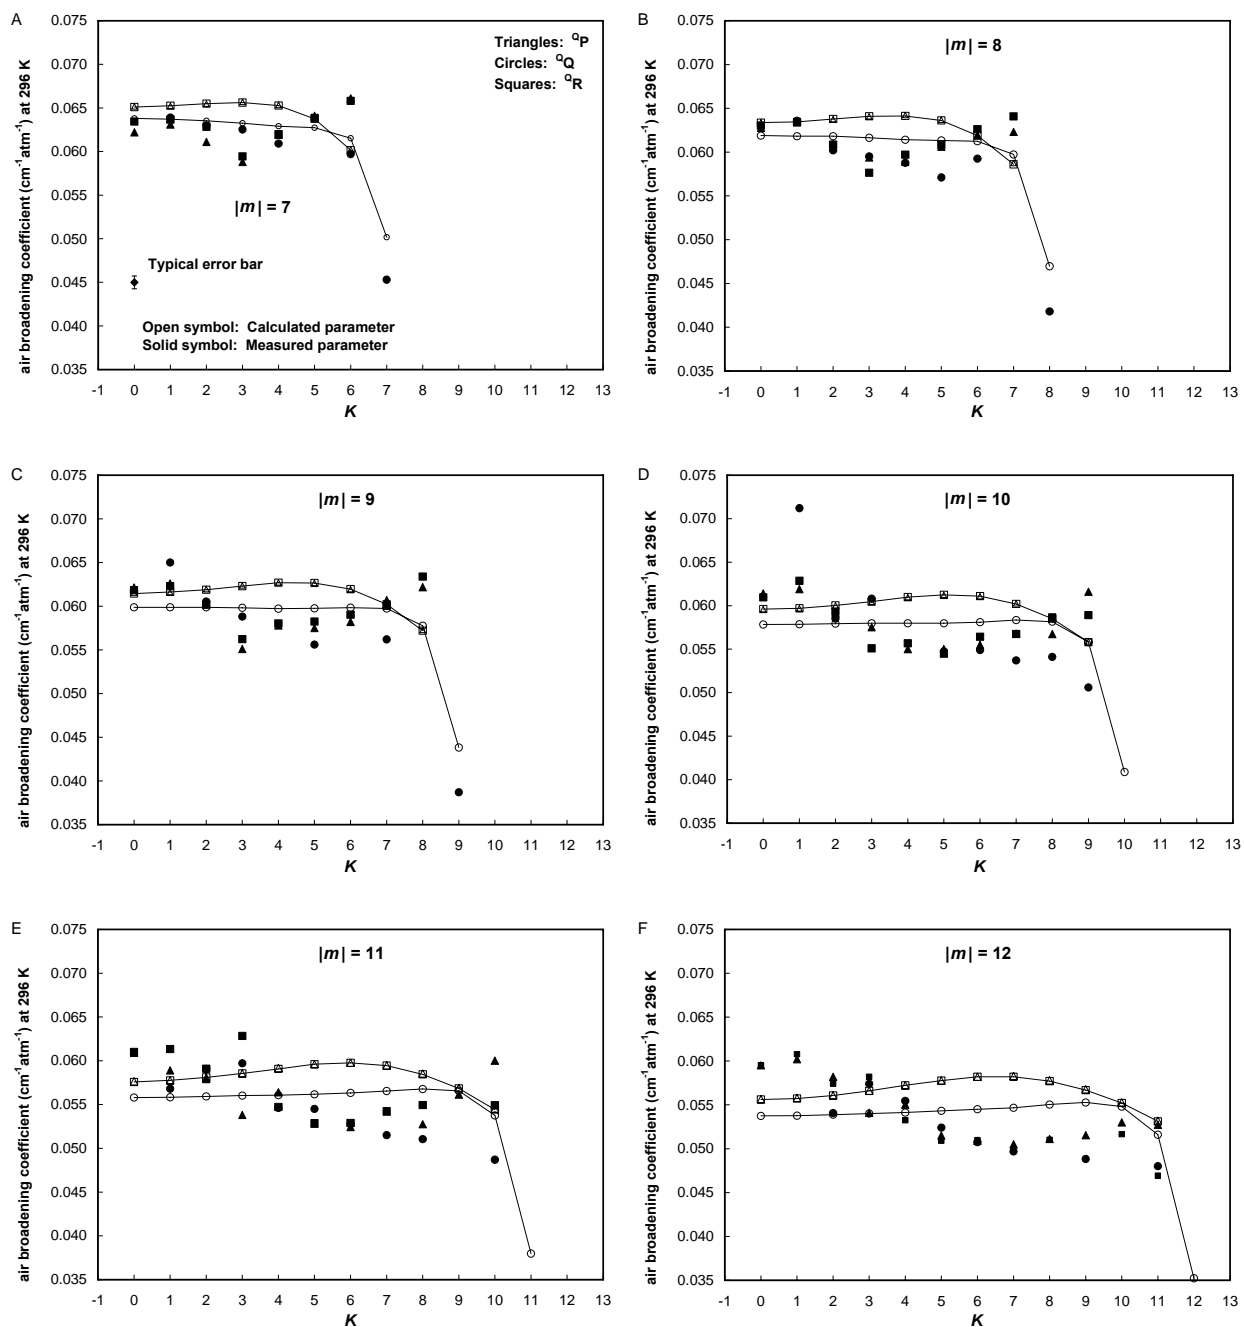 A
0.075
0.070
0.065
0.060
0.055
0.050
0.045
0.040
0.035
air broadening coefficient (cm-1atm-1) at 296 K
Triangles: QP
Circles: QQ
Squares: QR
|m| = 7
Typical error bar
Open symbol: Calculated parameter
Solid symbol: Measured parameter
-1 0 1 2 3 4 5 6 7 8 9 10 11 12 13
K
B
0.075
0.070
0.065
0.060
0.055
0.050
0.045
0.040
0.035
air broadening coefficient (cm-1atm-1) at 296 K
|m| = 8
-1 0 1 2 3 4 5 6 7 8 9 10 11 12 13
K
C
0.075
0.070
0.065
0.060
0.055
0.050
0.045
0.040
0.035
air broadening coefficient (cm-1atm-1) at 296 K
|m| = 9
-1 0 1 2 3 4 5 6 7 8 9 10 11 12 13
K
D
0.075
0.070
0.065
0.060
0.055
0.050
0.045
0.040
0.035
air broadening coefficient (cm-1atm-1) at 296 K
|m| = 10
-1 0 1 2 3 4 5 6 7 8 9 10 11 12 13
K
E
0.075
0.070
0.065
0.060
0.055
0.050
0.045
0.040
0.035
air broadening coefficient (cm-1atm-1) at 296 K
|m| = 11
-1 0 1 2 3 4 5 6 7 8 9 10 11 12 13
K
F
0.075
0.070
0.065
0.060
0.055
0.050
0.045
0.040
0.035
air broadening coefficient (cm-1atm-1) at 296 K
|m| = 12
-1 0 1 2 3 4 5 6 7 8 9 10 11 12 13
K